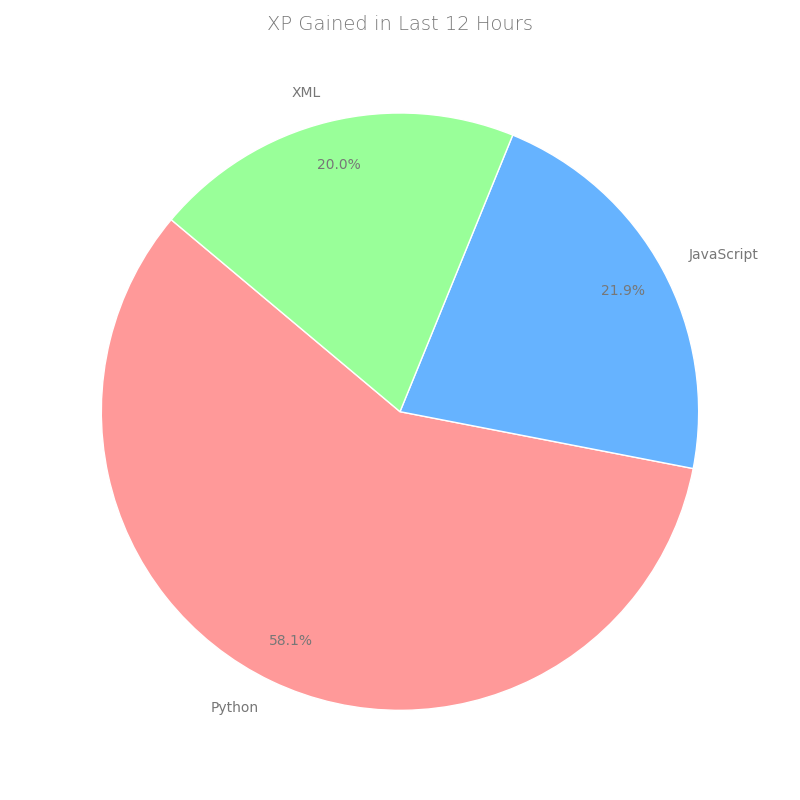 XP Gained in Last 12 Hours
XML
20.0%
JavaScript
21.9%
58.1%
Python